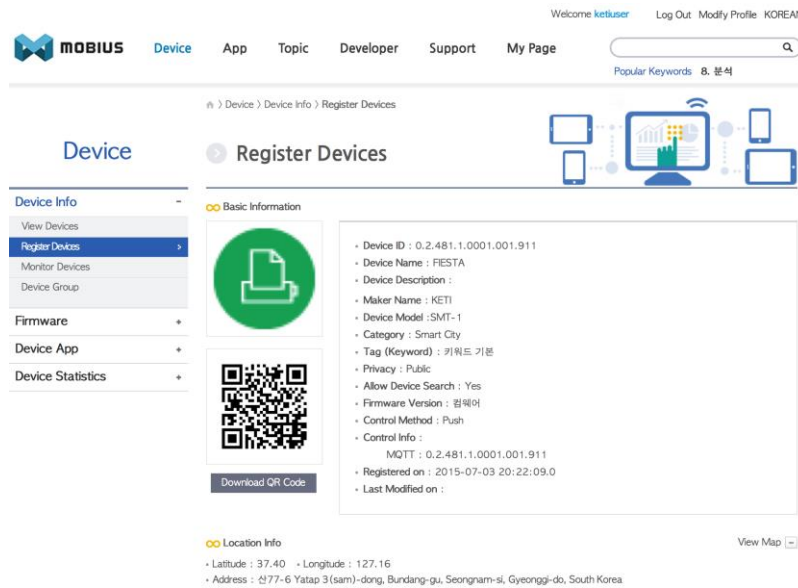 Welcome ketiuser Log Out Modify Profile KOREAN
MOBIUS Device App Topic Developer Support My Page
Popular Keywords 8. 분석
Device > Device Info > Register Devices
Device
Register Devices
Device Info -
View Devices
Register Devices >
Monitor Devices
Device Group
Firmware +
Device App +
Device Statistics +
Basic Information
• Device ID : 0.2.481.1.0001.001.911
• Device Name : FIESTA
• Device Description :
• Maker Name : KETI
• Device Model :SMT-1
• Category : Smart City
• Tag (Keyword) : 키워드 기본
• Privacy : Public
• Allow Device Search : Yes
• Firmware Version : 펌웨어
• Control Method : Push
• Control Info :
MQTT : 0.2.481.1.0001.001.911
• Registered on : 2015-07-03 20:22:09.0
• Last Modified on :
Download QR Code
Location Info
View Map -
• Latitude : 37.40 • Longitude : 127.16
• Address : 산77-6 Yatap 3(sam)-dong, Bundang-gu, Seongnam-si, Gyeonggi-do, South Korea